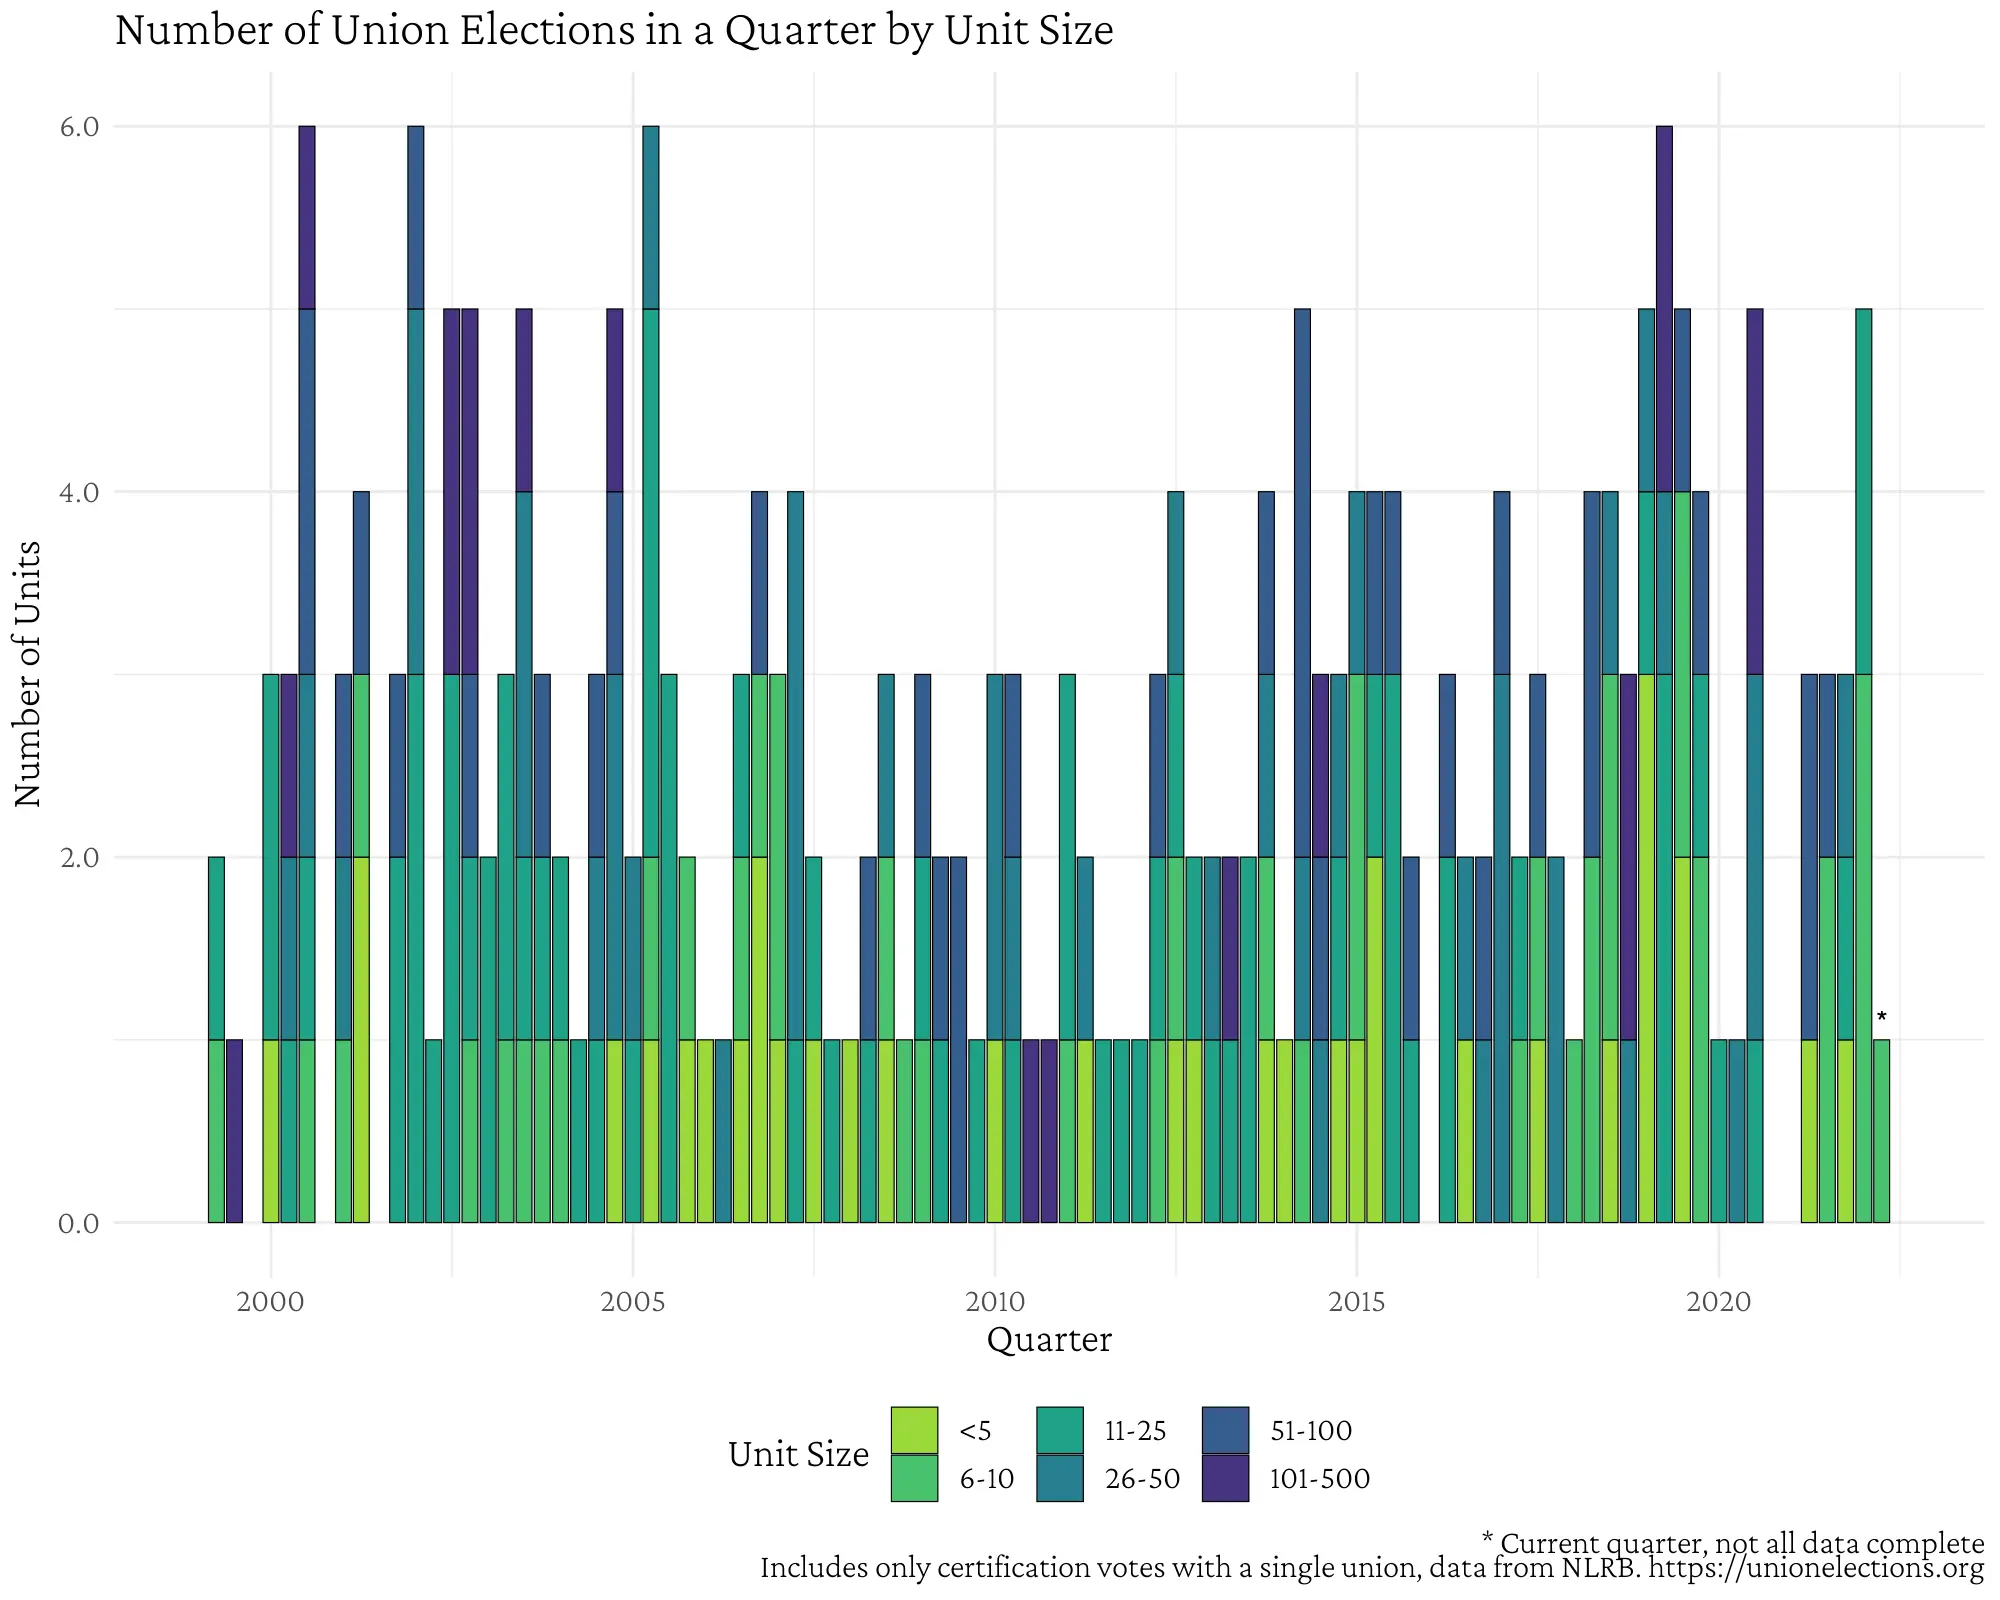 Number of Union Elections in a Quarter by Unit Size
6.0
4.0
2.0
0.0
Number of Units
*
2000 2005 2010 2015 2020
Quarter
Unit Size
<5 11-25 51-100
6-10 26-50 101-500
* Current quarter, not all data complete
Includes only certification votes with a single union, data from NLRB. https://unionelections.org